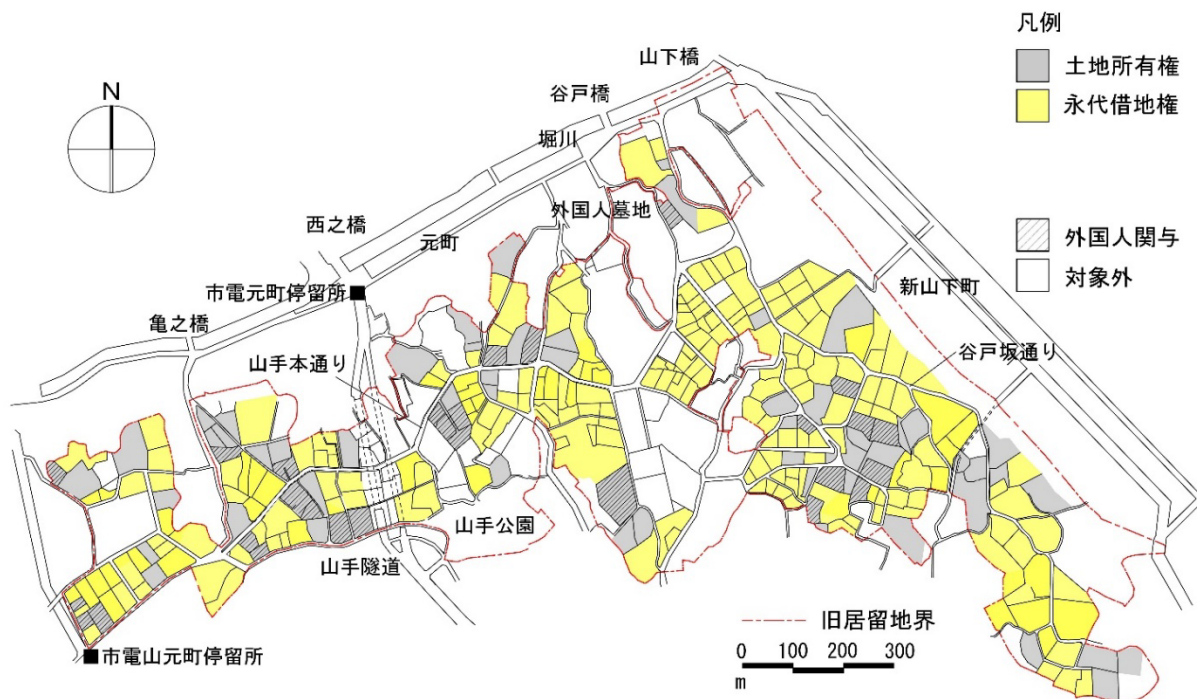 凡例
土地所有権
永代借地権
外国人関与
対象外
N
山下橋
谷戸橋
堀川
外国人墓地
西之橋
元町
市電元町停留所
亀之橋
山手本通り
新山下町
谷戸坂通り
山手公園
山手隧道
市電山元町停留所
旧居留地界
0 100 200 300
m